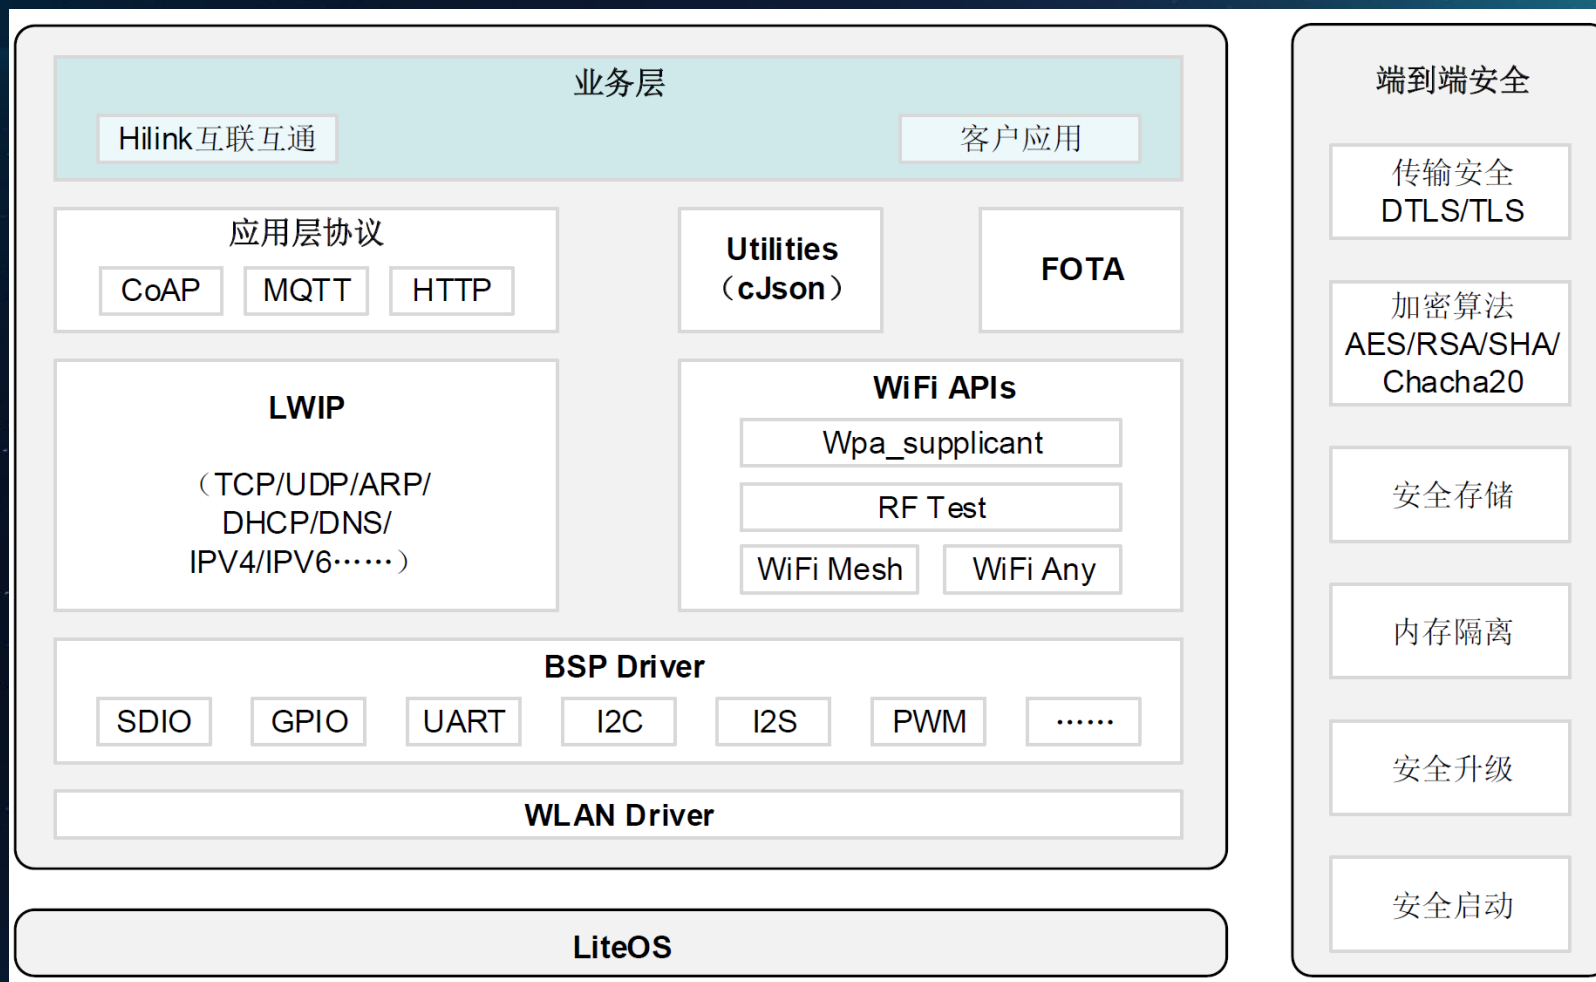 业务层
Hilink互联互通
客户应用
应用层协议
CoAP
MQTT
HTTP
Utilities
（cJson）
FOTA
LWIP
（TCP/UDP/ARP/
DHCP/DNS/
IPV4/IPV6……）
WiFi APIs
Wpa_supplicant
RF Test
WiFi Mesh
WiFi Any
BSP Driver
SDIO
GPIO
UART
I2C
I2S
PWM
……
WLAN Driver
LiteOS
端到端安全
传输安全
DTLS/TLS
加密算法
AES/RSA/SHA/
Chacha20
安全存储
内存隔离
安全升级
安全启动